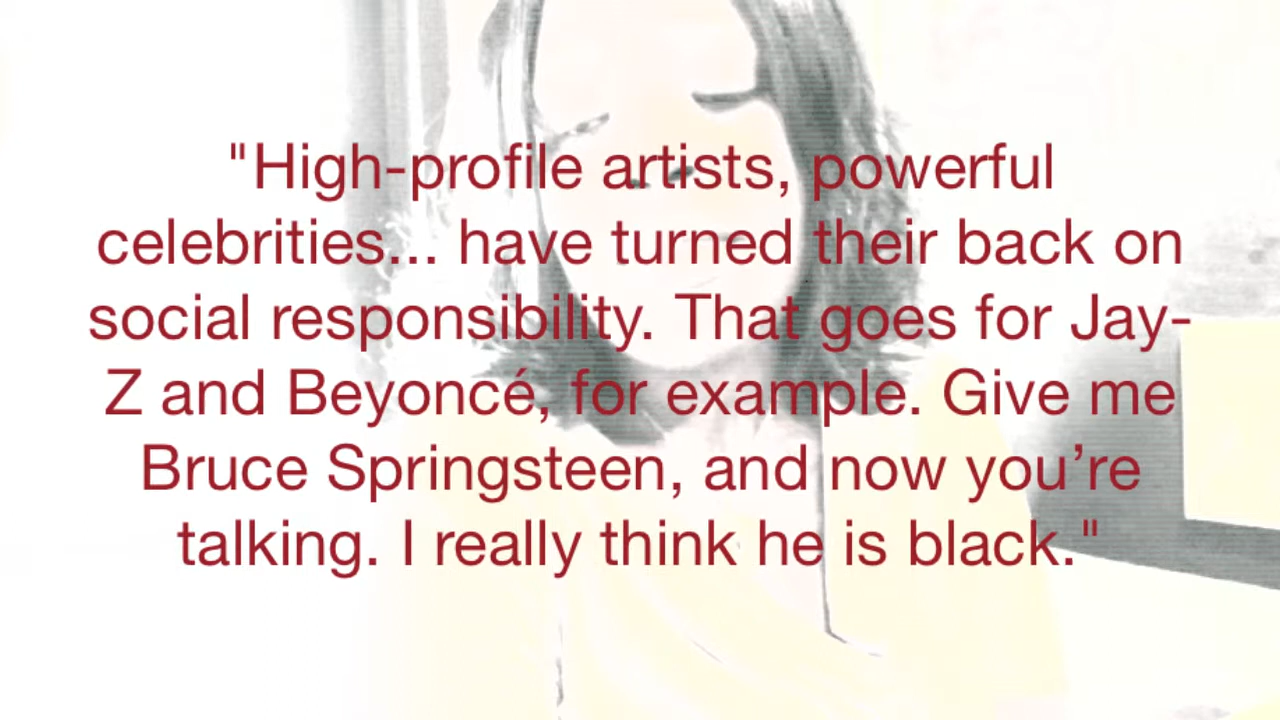 "High-profile artists, powerful
celebrities... have turned their back on
social responsibility. That goes for Jay-
Z and Beyoncé, for example. Give me
Bruce Springsteen, and now you’re
talking. I really think he is black."